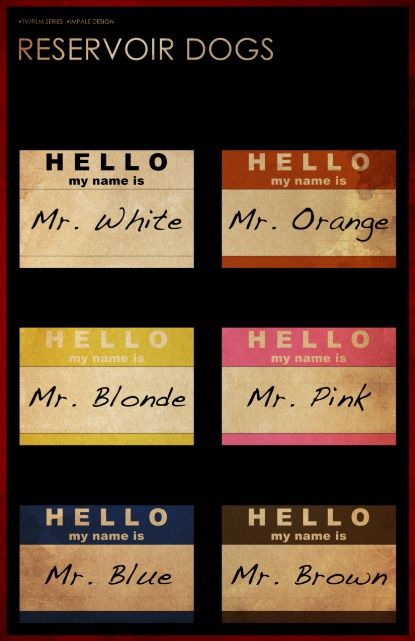 •TV/FILM SERIES •IMPALE DESIGN
RESERVOIR DOGS
HELLO
my name is
Mr. White
HELLO
my name is
Mr. Orange
HELLO
my name is
Mr. Blonde
HELLO
my name is
Mr. Pink
HELLO
my name is
Mr. Blue
HELLO
my name is
Mr. Brown